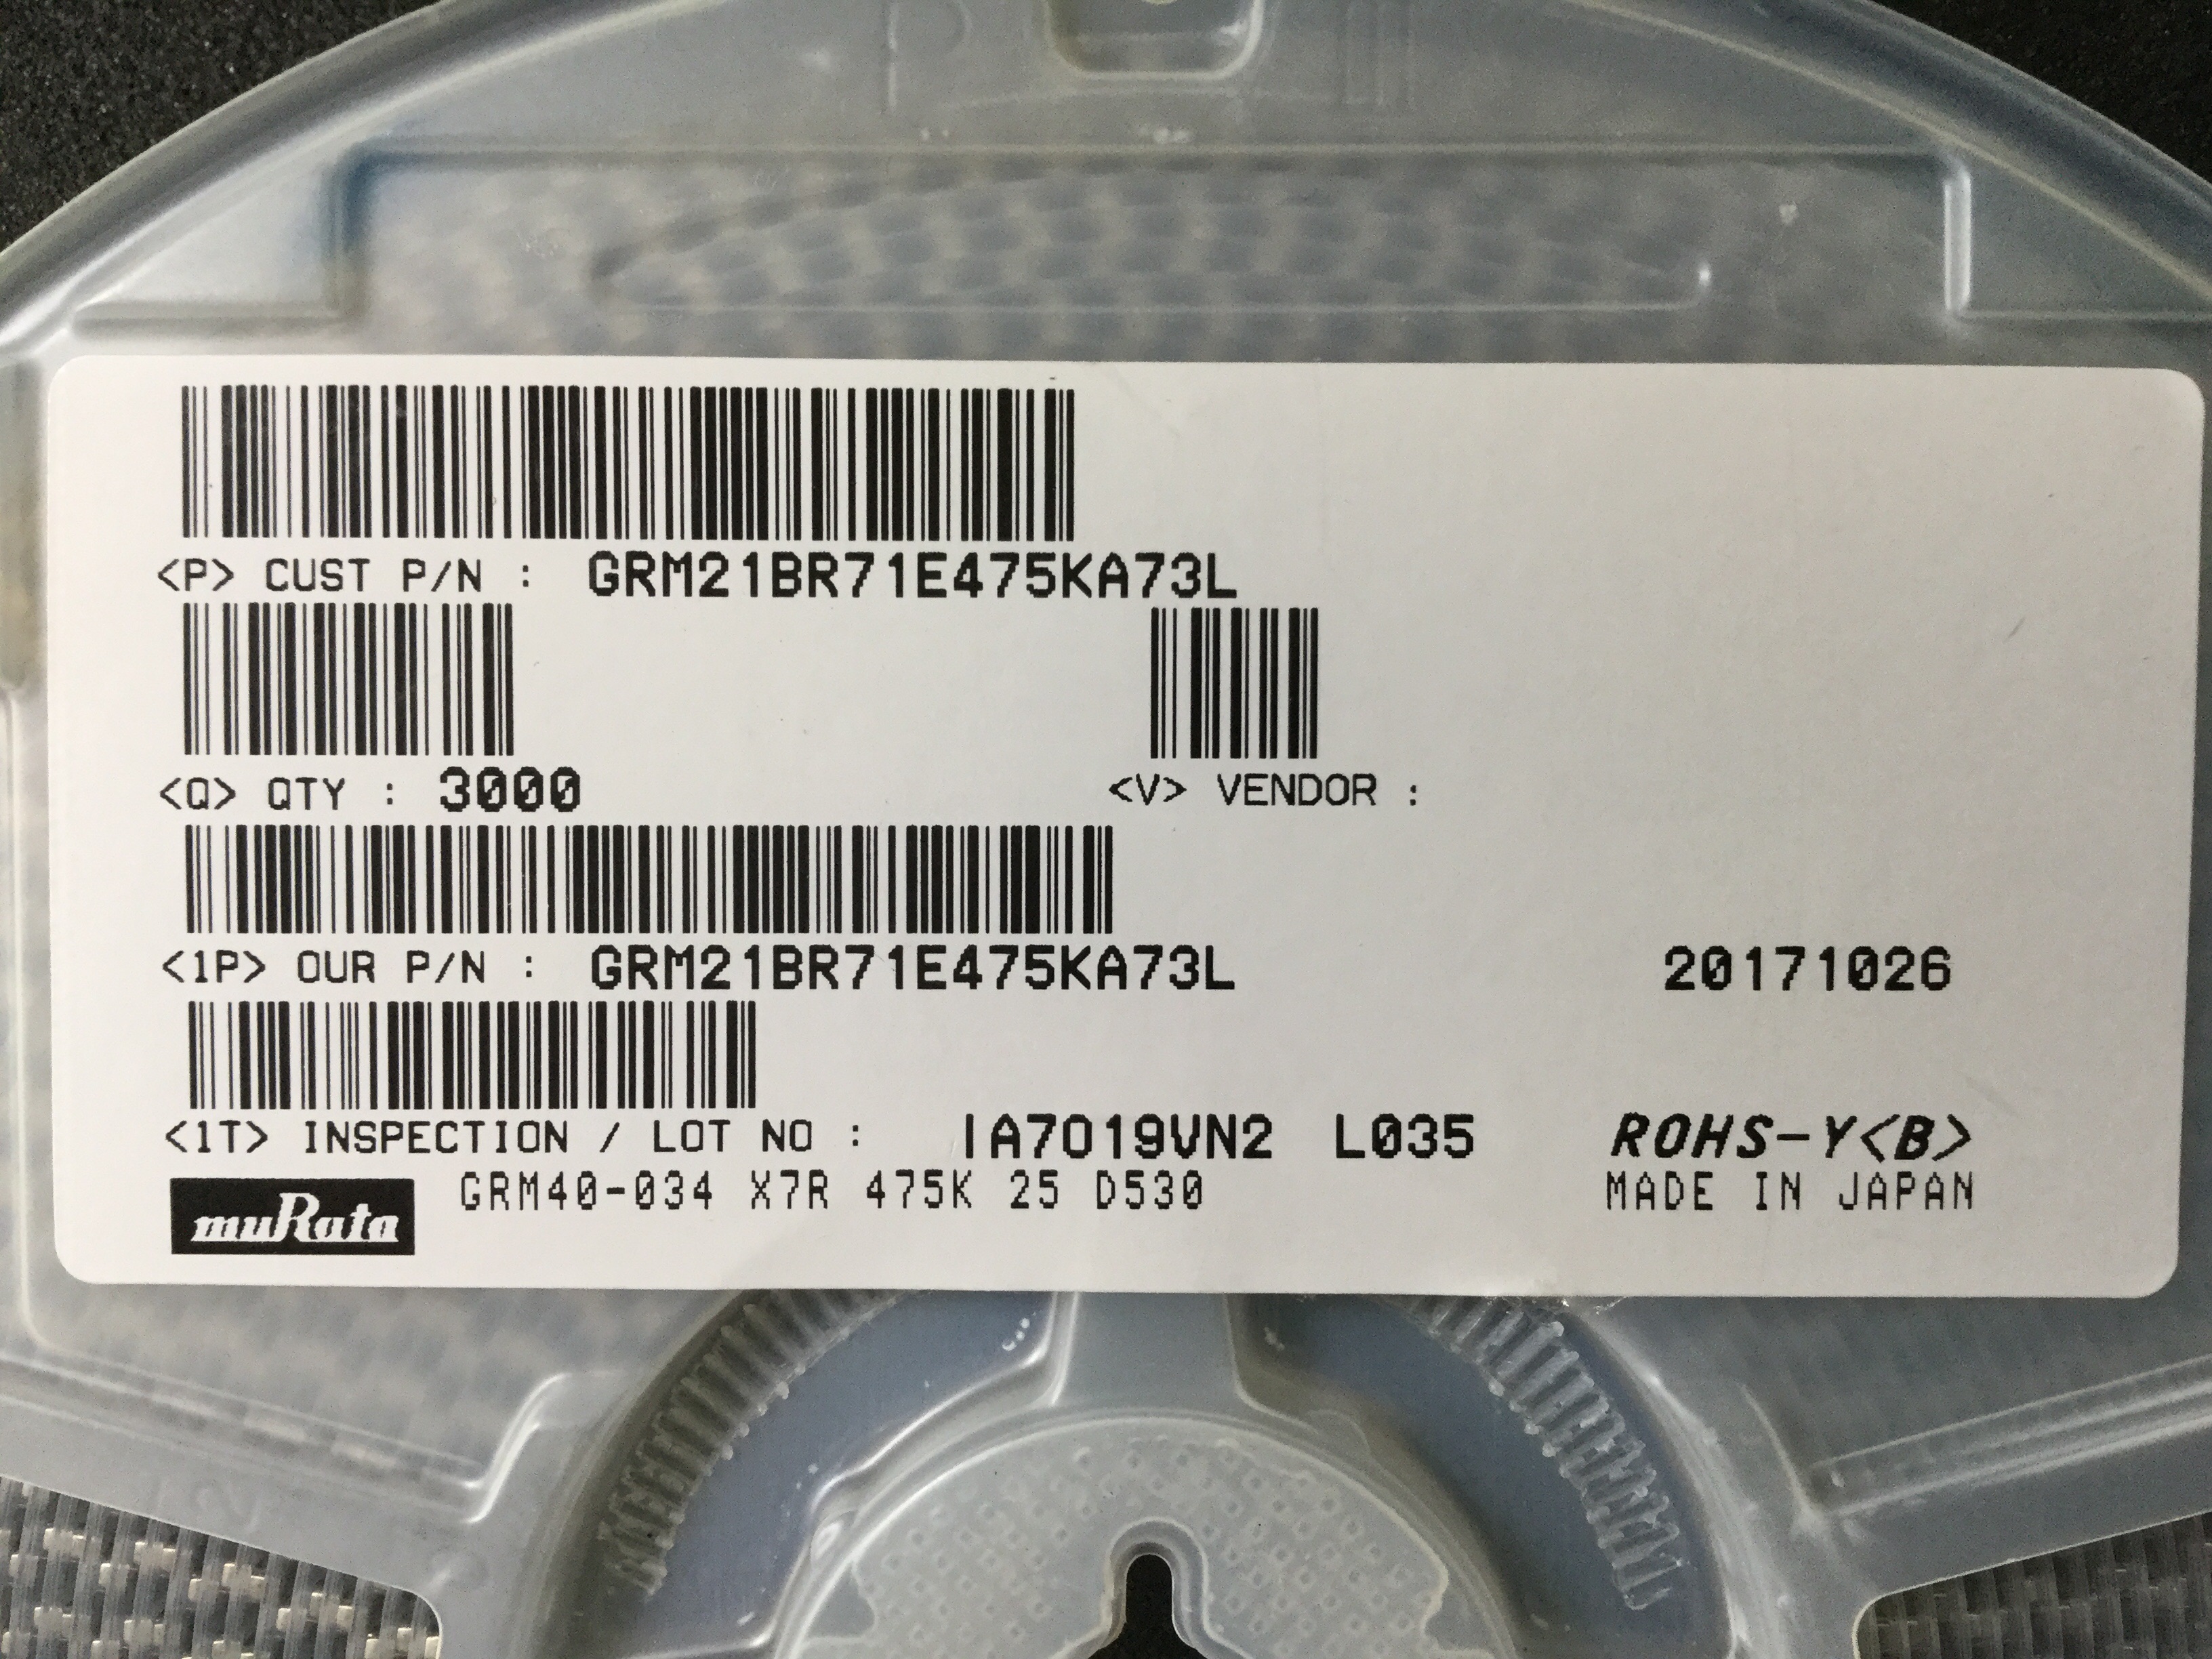 <P> CUST P/N : GRM21BR71E475KA73L
<Q> QTY : 3000 <V> VENDOR :
<1P> OUR P/N : GRM21BR71E475KA73L 20171026
<1T> INSPECTION / LOT NO : IA7019VN2 L035 ROHS-Y<B>
muRata GRM40-034 X7R 475K 25 D530 MADE IN JAPAN